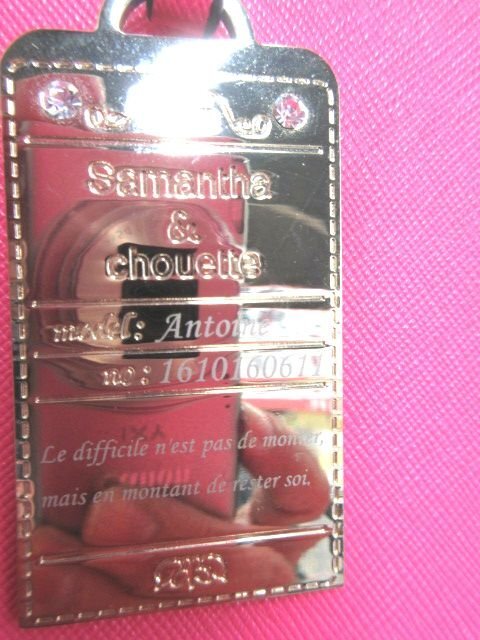 Samantha
&
chouette
model: Antoine
no: 1610160611
Le difficile n'est pas de monter,
mais en montant de rester soi.